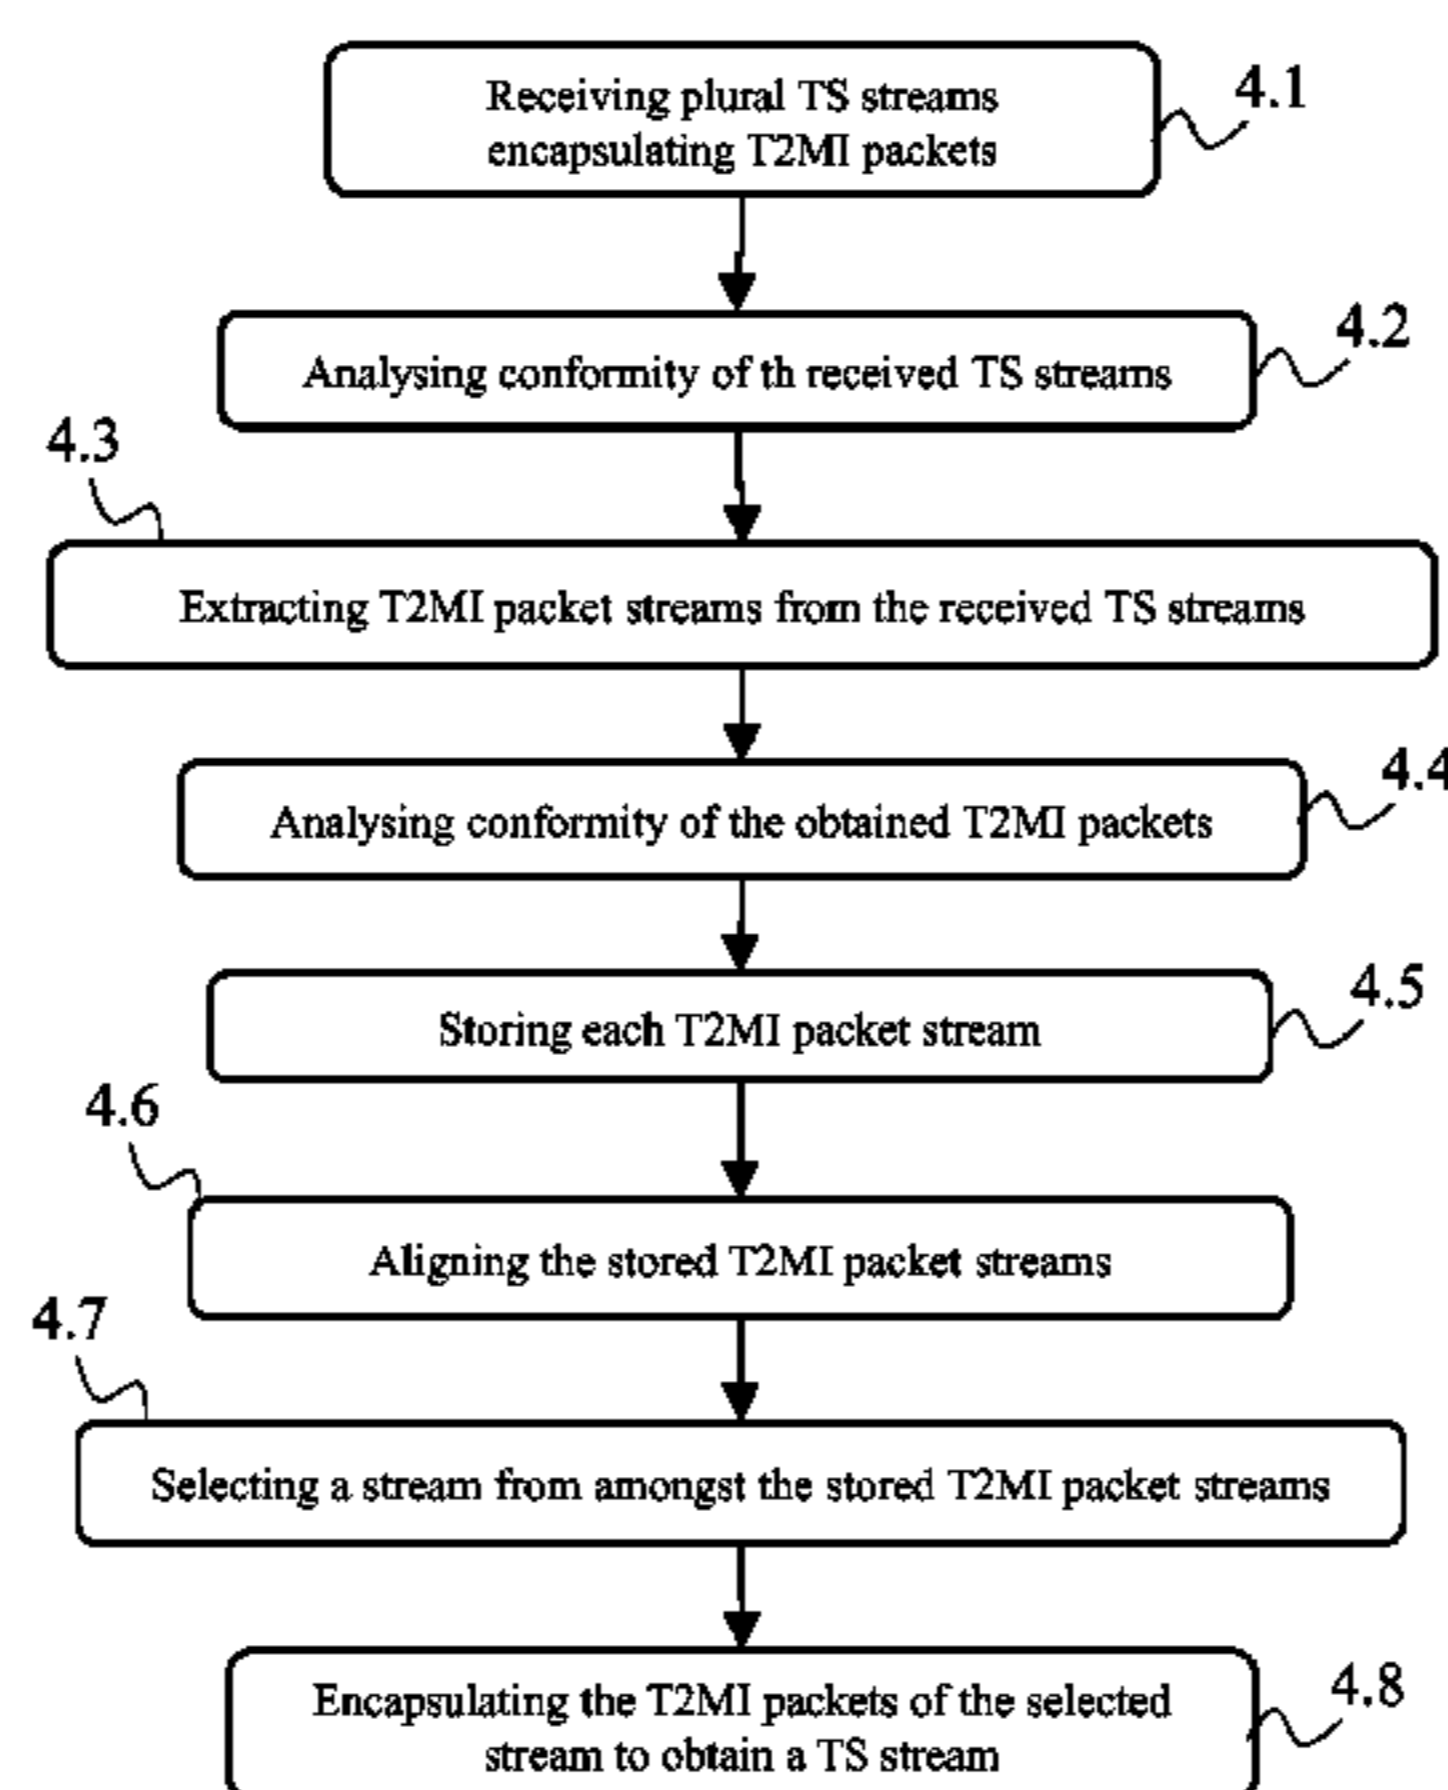 Receiving plural TS streams
encapsulating T2MI packets
4.1
Analysing conformity of th received TS streams
4.2
4.3
Extracting T2MI packet streams from the received TS streams
Analysing conformity of the obtained T2MI packets
4.4
Storing each T2MI packet stream
4.5
4.6
Aligning the stored T2MI packet streams
4.7
Selecting a stream from amongst the stored T2MI packet streams
Encapsulating the T2MI packets of the selected
stream to obtain a TS stream
4.8